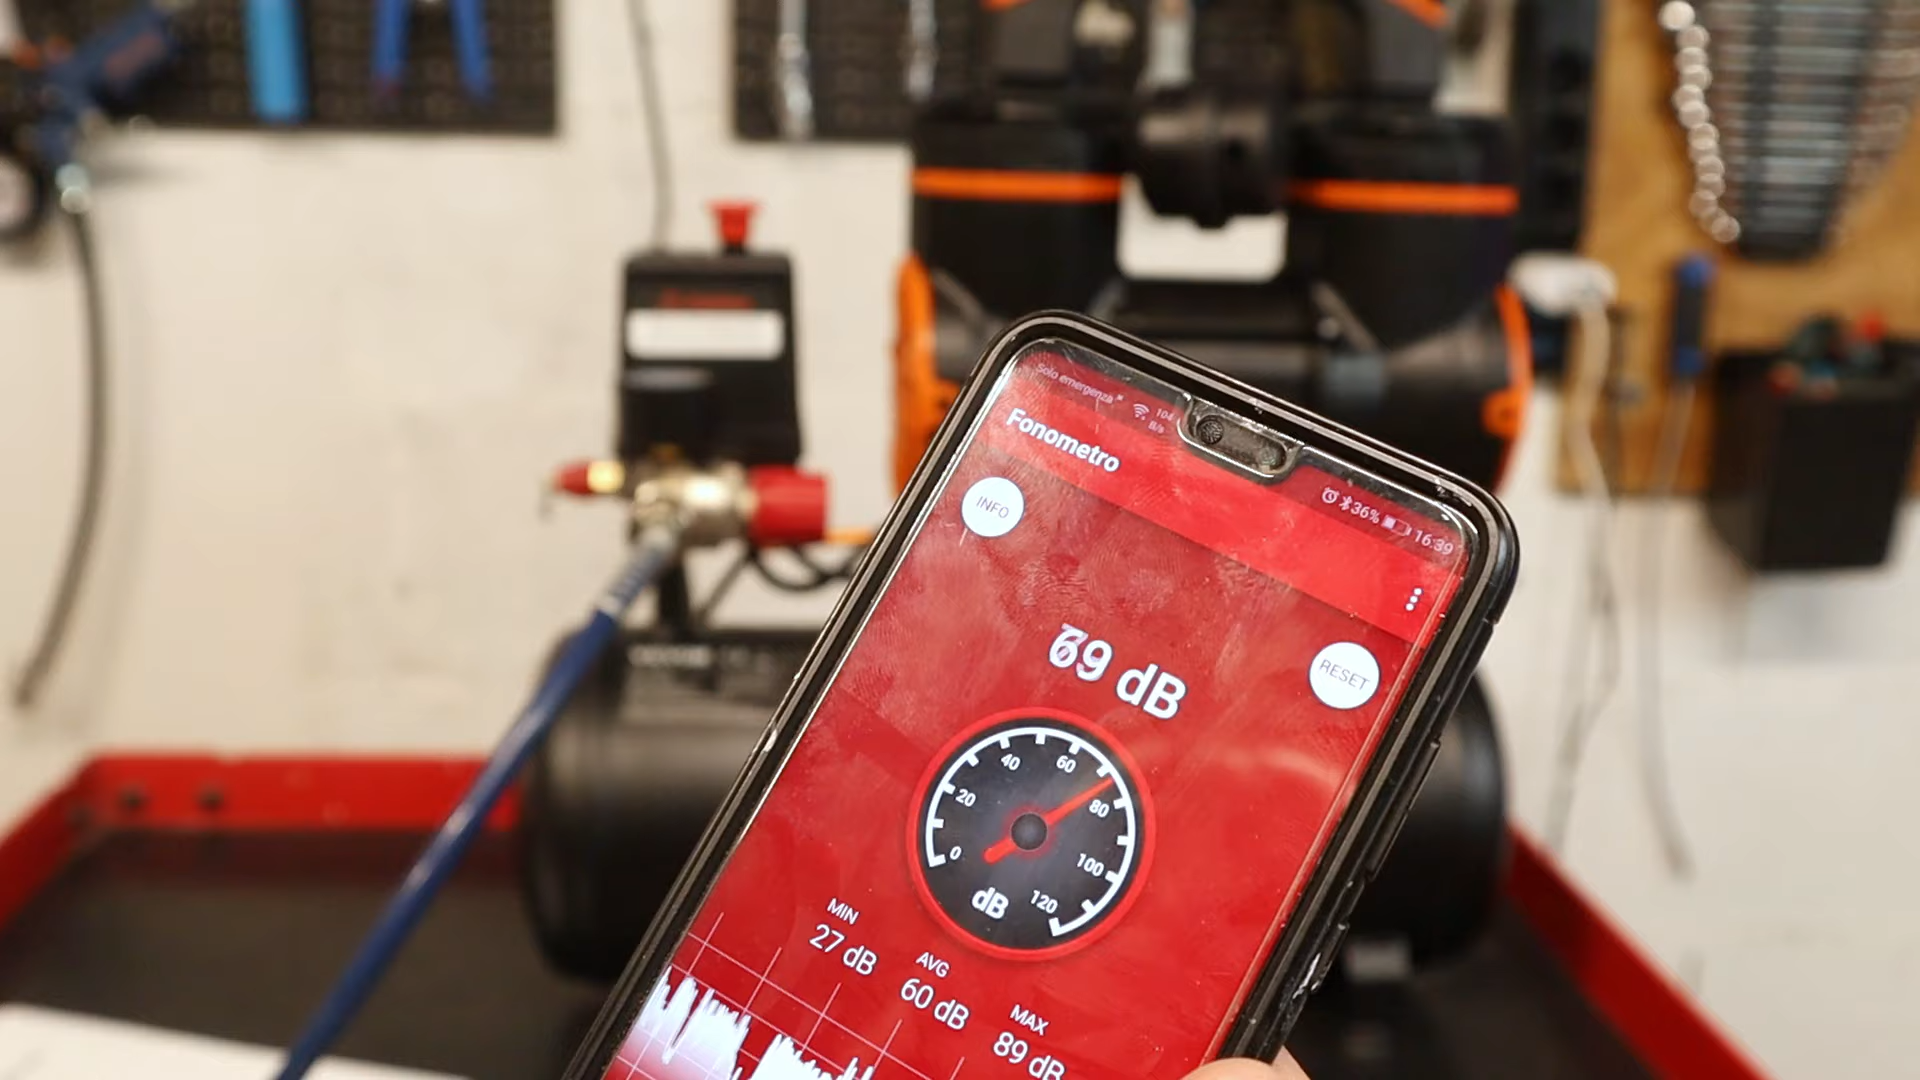 Solo emergenza
104
B/s
36%
16:39
Fonometro
INFO
RESET
dB
0
20
40
60
80
100
120
dB
MIN
27 dB
AVG
60 dB
MAX
89 dB